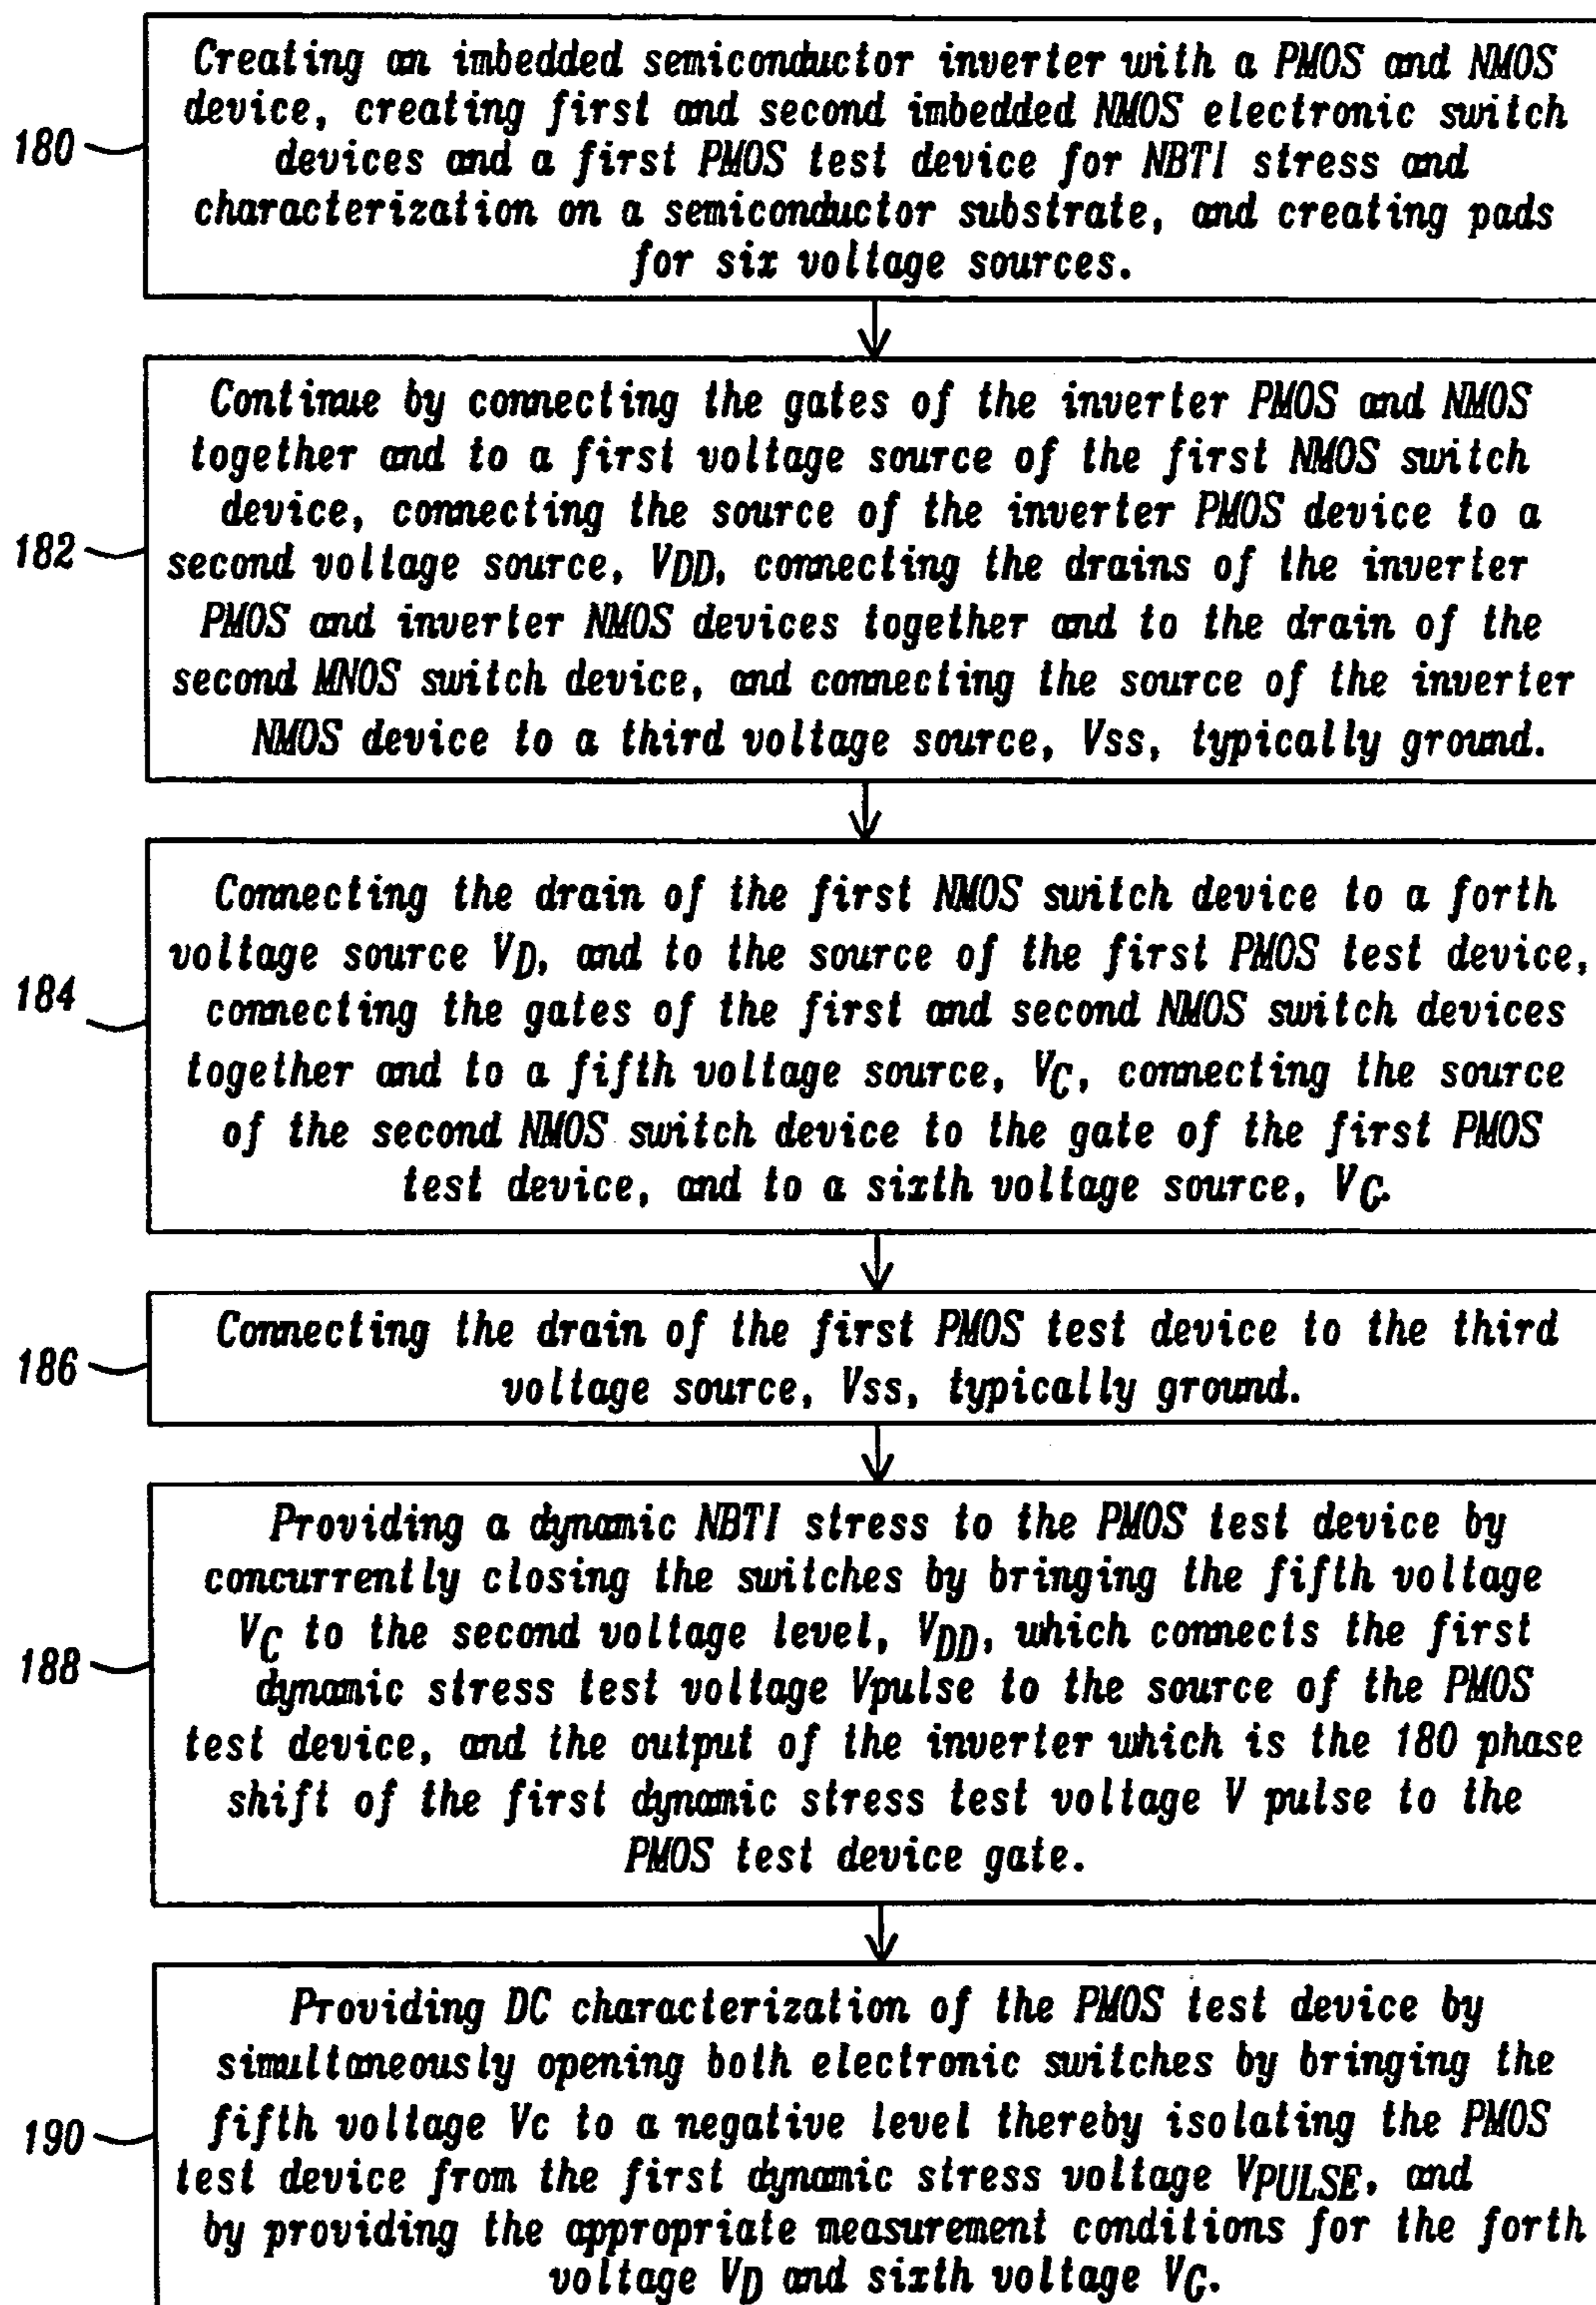 180
Creating an imbedded semiconductor inverter with a PMOS and NMOS
device, creating first and second imbedded NMOS electronic switch
devices and a first PMOS test device for NBTI stress and
characterization on a semiconductor substrate, and creating pads
for six voltage sources.
182
Continue by connecting the gates of the inverter PMOS and NMOS
together and to a first voltage source of the first NMOS switch
device, connecting the source of the inverter PMOS device to a
second voltage source, VDD, connecting the drains of the inverter
PMOS and inverter NMOS devices together and to the drain of the
second MNOS switch device, and connecting the source of the inverter
NMOS device to a third voltage source, Vss, typically ground.
184
Connecting the drain of the first NMOS switch device to a forth
voltage source VD, and to the source of the first PMOS test device,
connecting the gates of the first and second NMOS switch devices
together and to a fifth voltage source, VC, connecting the source
of the second NMOS switch device to the gate of the first PMOS
test device, and to a sixth voltage source, VG.
186
Connecting the drain of the first PMOS test device to the third
voltage source, Vss, typically ground.
188
Providing a dynamic NBTI stress to the PMOS test device by
concurrently closing the switches by bringing the fifth voltage
VC to the second voltage level, VDD, which connects the first
dynamic stress test voltage Vpulse to the source of the PMOS
test device, and the output of the inverter which is the 180 phase
shift of the first dynamic stress test voltage V pulse to the
PMOS test device gate.
190
Providing DC characterization of the PMOS test device by
simultaneously opening both electronic switches by bringing the
fifth voltage Vc to a negative level thereby isolating the PMOS
test device from the first dynamic stress voltage VPULSE, and
by providing the appropriate measurement conditions for the forth
voltage VD and sixth voltage VG.